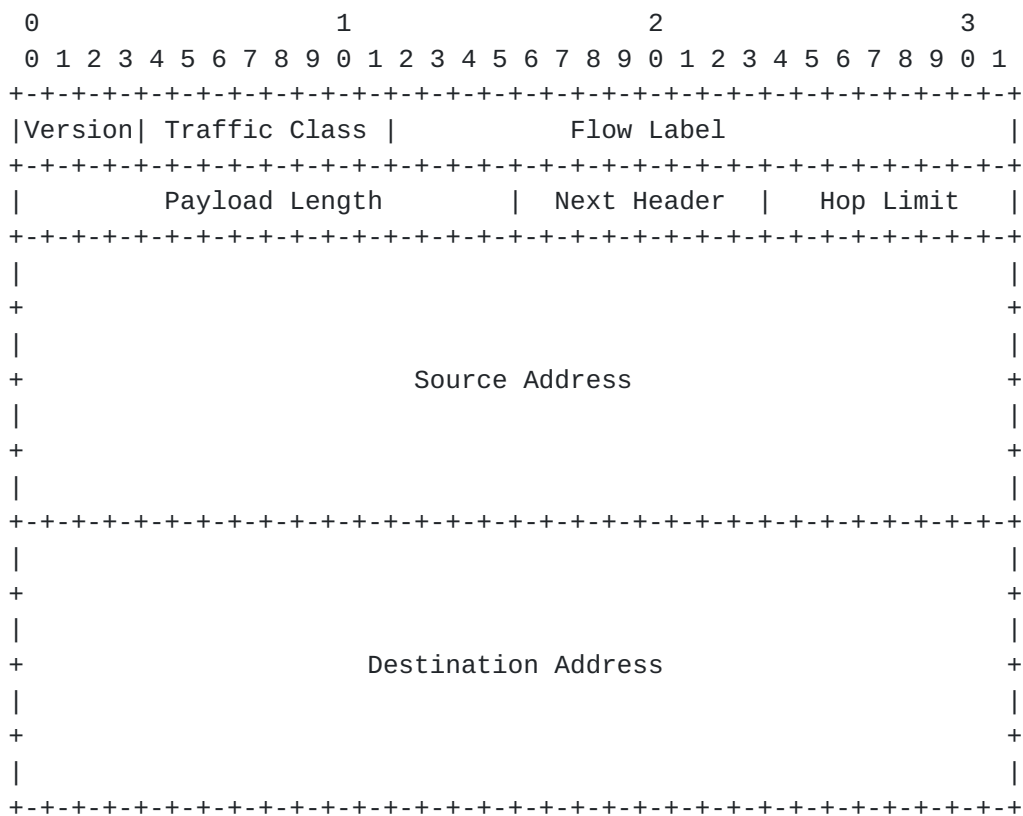 0                   1                   2                   3
 0 1 2 3 4 5 6 7 8 9 0 1 2 3 4 5 6 7 8 9 0 1 2 3 4 5 6 7 8 9 0 1
+-+-+-+-+-+-+-+-+-+-+-+-+-+-+-+-+-+-+-+-+-+-+-+-+-+-+-+-+-+-+-+-+
|Version| Traffic Class |           Flow Label                  |
+-+-+-+-+-+-+-+-+-+-+-+-+-+-+-+-+-+-+-+-+-+-+-+-+-+-+-+-+-+-+-+-+
|         Payload Length        |  Next Header  |   Hop Limit   |
+-+-+-+-+-+-+-+-+-+-+-+-+-+-+-+-+-+-+-+-+-+-+-+-+-+-+-+-+-+-+-+-+
|                                                               |
+                                                               +
|                                                               |
+                         Source Address                        +
|                                                               |
+                                                               +
|                                                               |
+-+-+-+-+-+-+-+-+-+-+-+-+-+-+-+-+-+-+-+-+-+-+-+-+-+-+-+-+-+-+-+-+
|                                                               |
+                                                               +
|                                                               |
+                      Destination Address                      +
|                                                               |
+                                                               +
|                                                               |
+-+-+-+-+-+-+-+-+-+-+-+-+-+-+-+-+-+-+-+-+-+-+-+-+-+-+-+-+-+-+-+-+